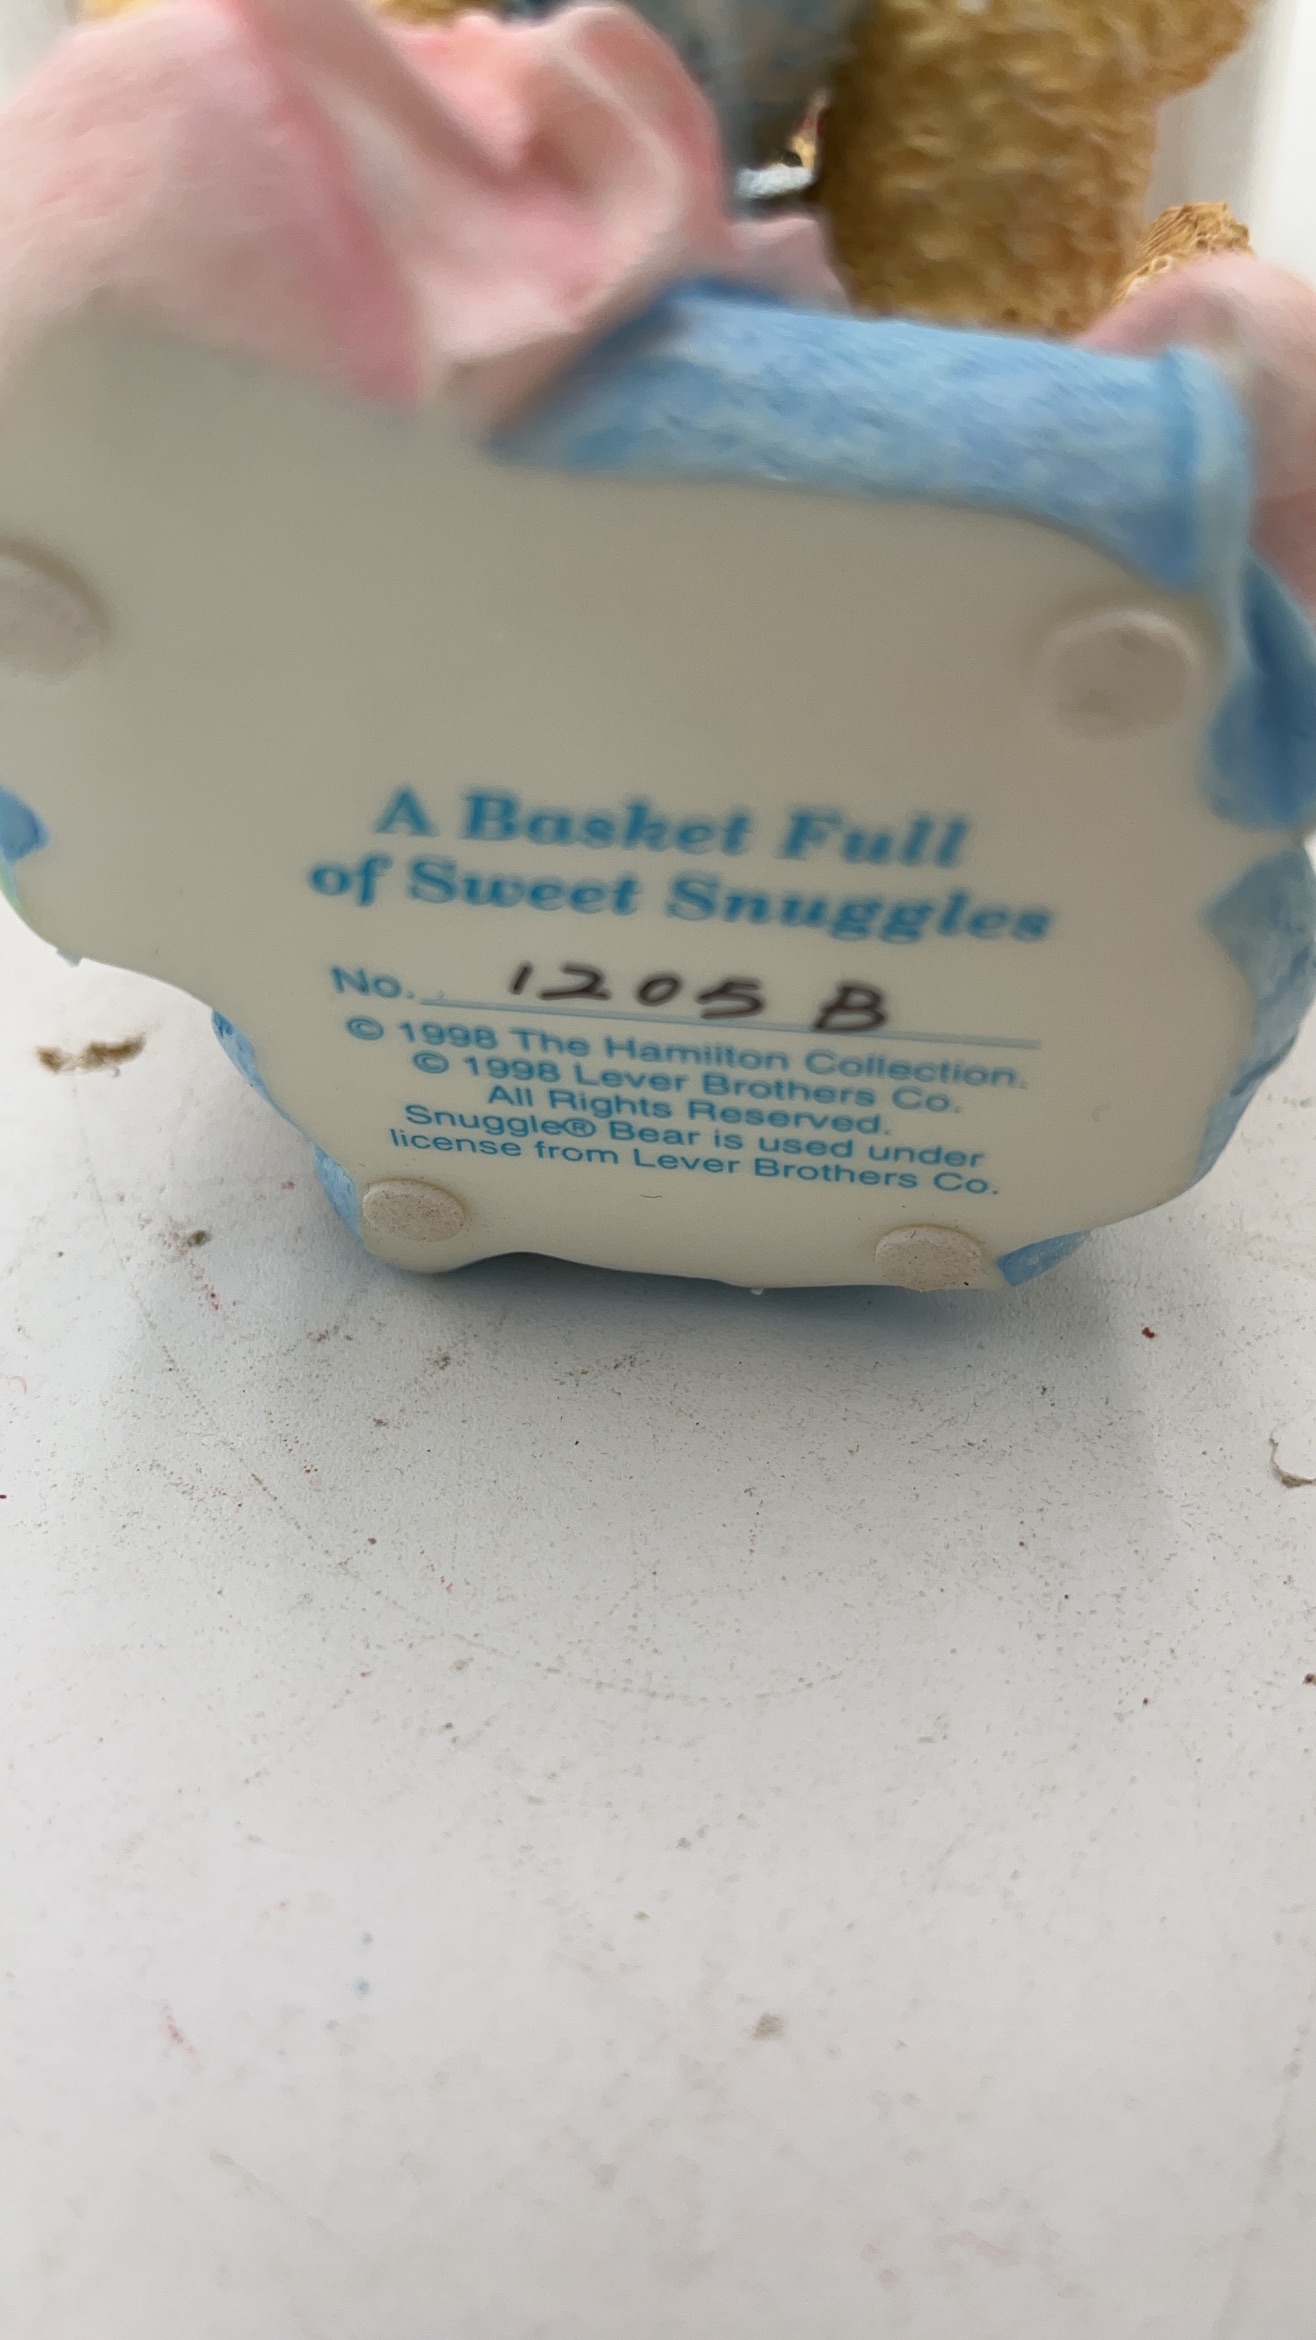 A Basket Full
of Sweet Snuggles
No. 1205 B
© 1998 The Hamilton Collection.
© 1998 Lever Brothers Co.
All Rights Reserved.
Snuggle® Bear is used under
license from Lever Brothers Co.